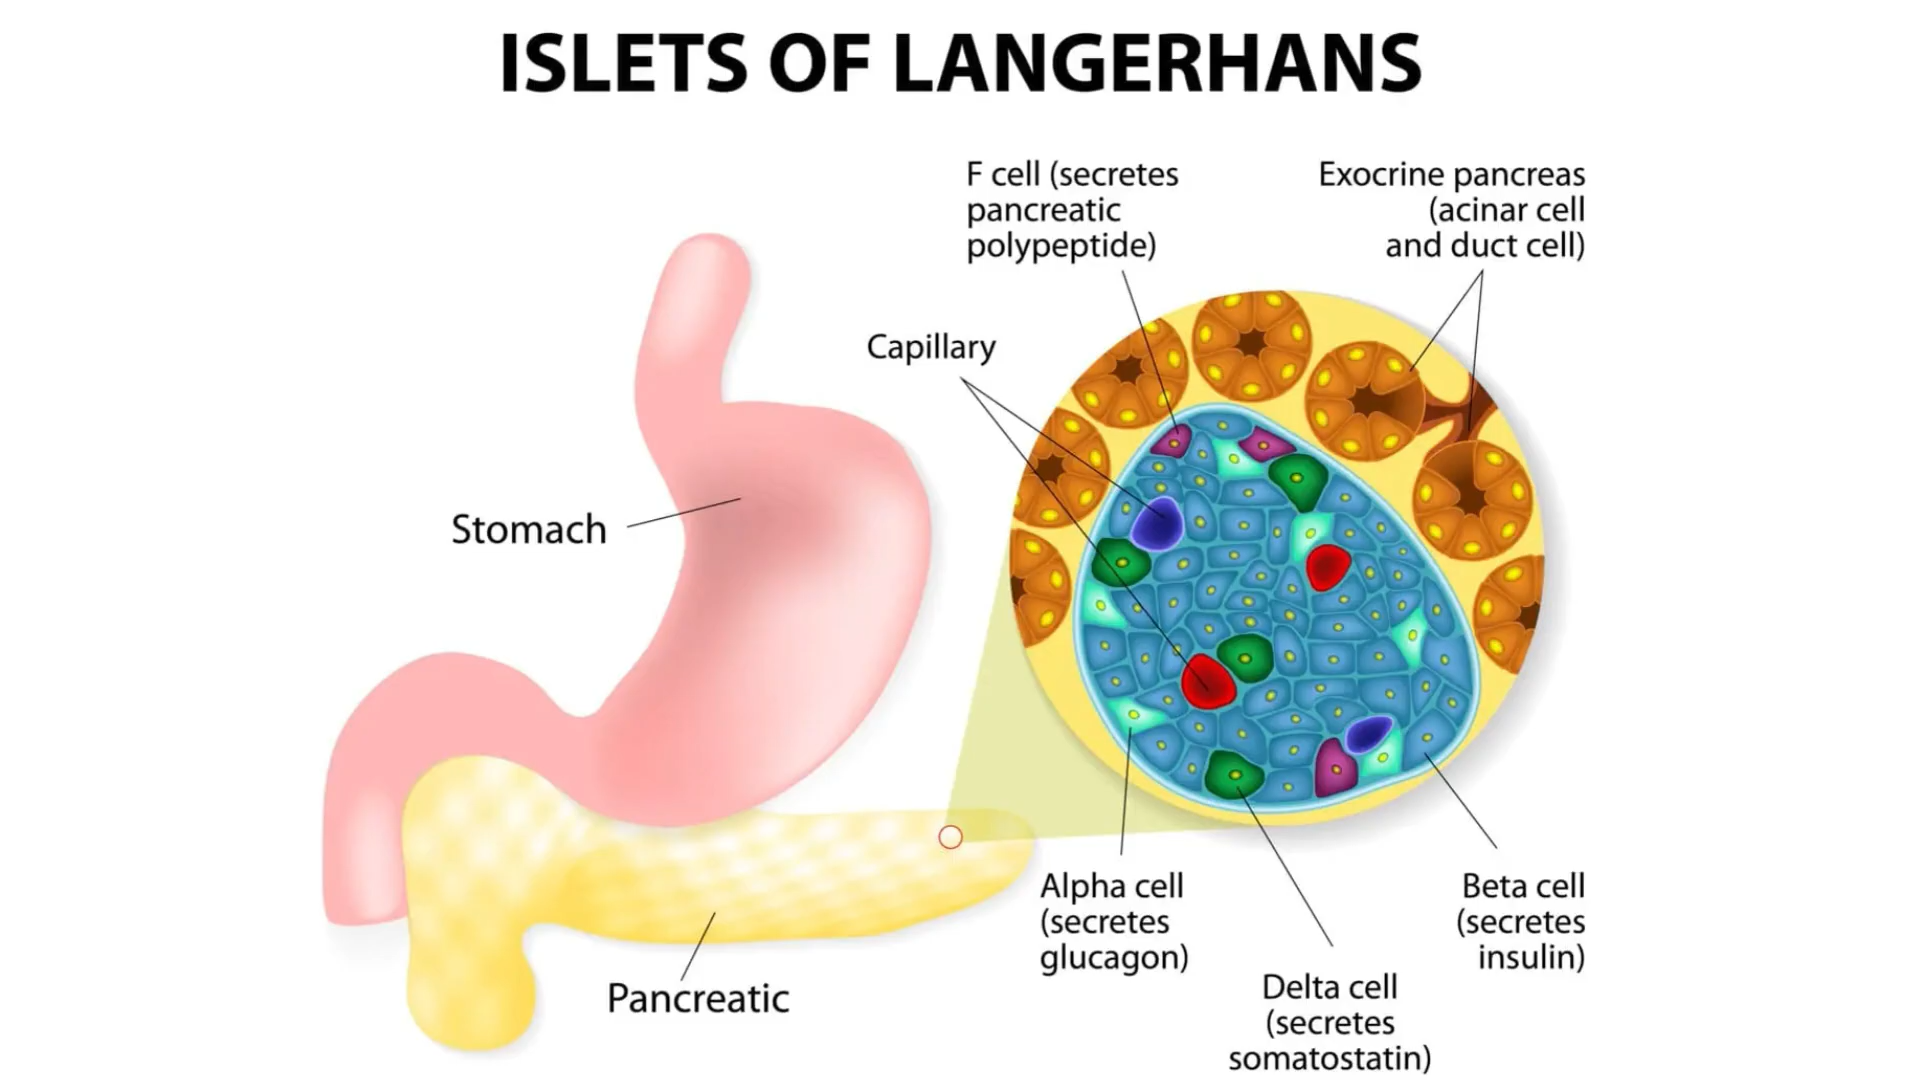 ISLETS OF LANGERHANS
F cell (secretes
pancreatic
polypeptide)
Exocrine pancreas
(acinar cell
and duct cell)
Capillary
Stomach
Pancreatic
Alpha cell
(secretes
glucagon)
Delta cell
(secretes
somatostatin)
Beta cell
(secretes
insulin)